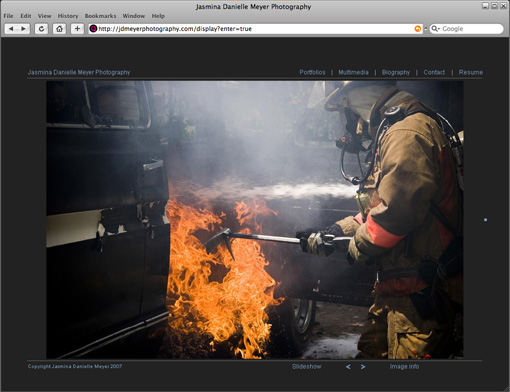 Jasmina Danielle Meyer Photography
File Edit View History Bookmarks Window Help
http://jdmeyerphotography.com/display?enter=true
Google
Jasmina Danielle Meyer Photography
Portfolios | Multimedia | Biography | Contact | Resume
Copyright Jasmina Danielle Meyer 2007
Slideshow < > Image Info